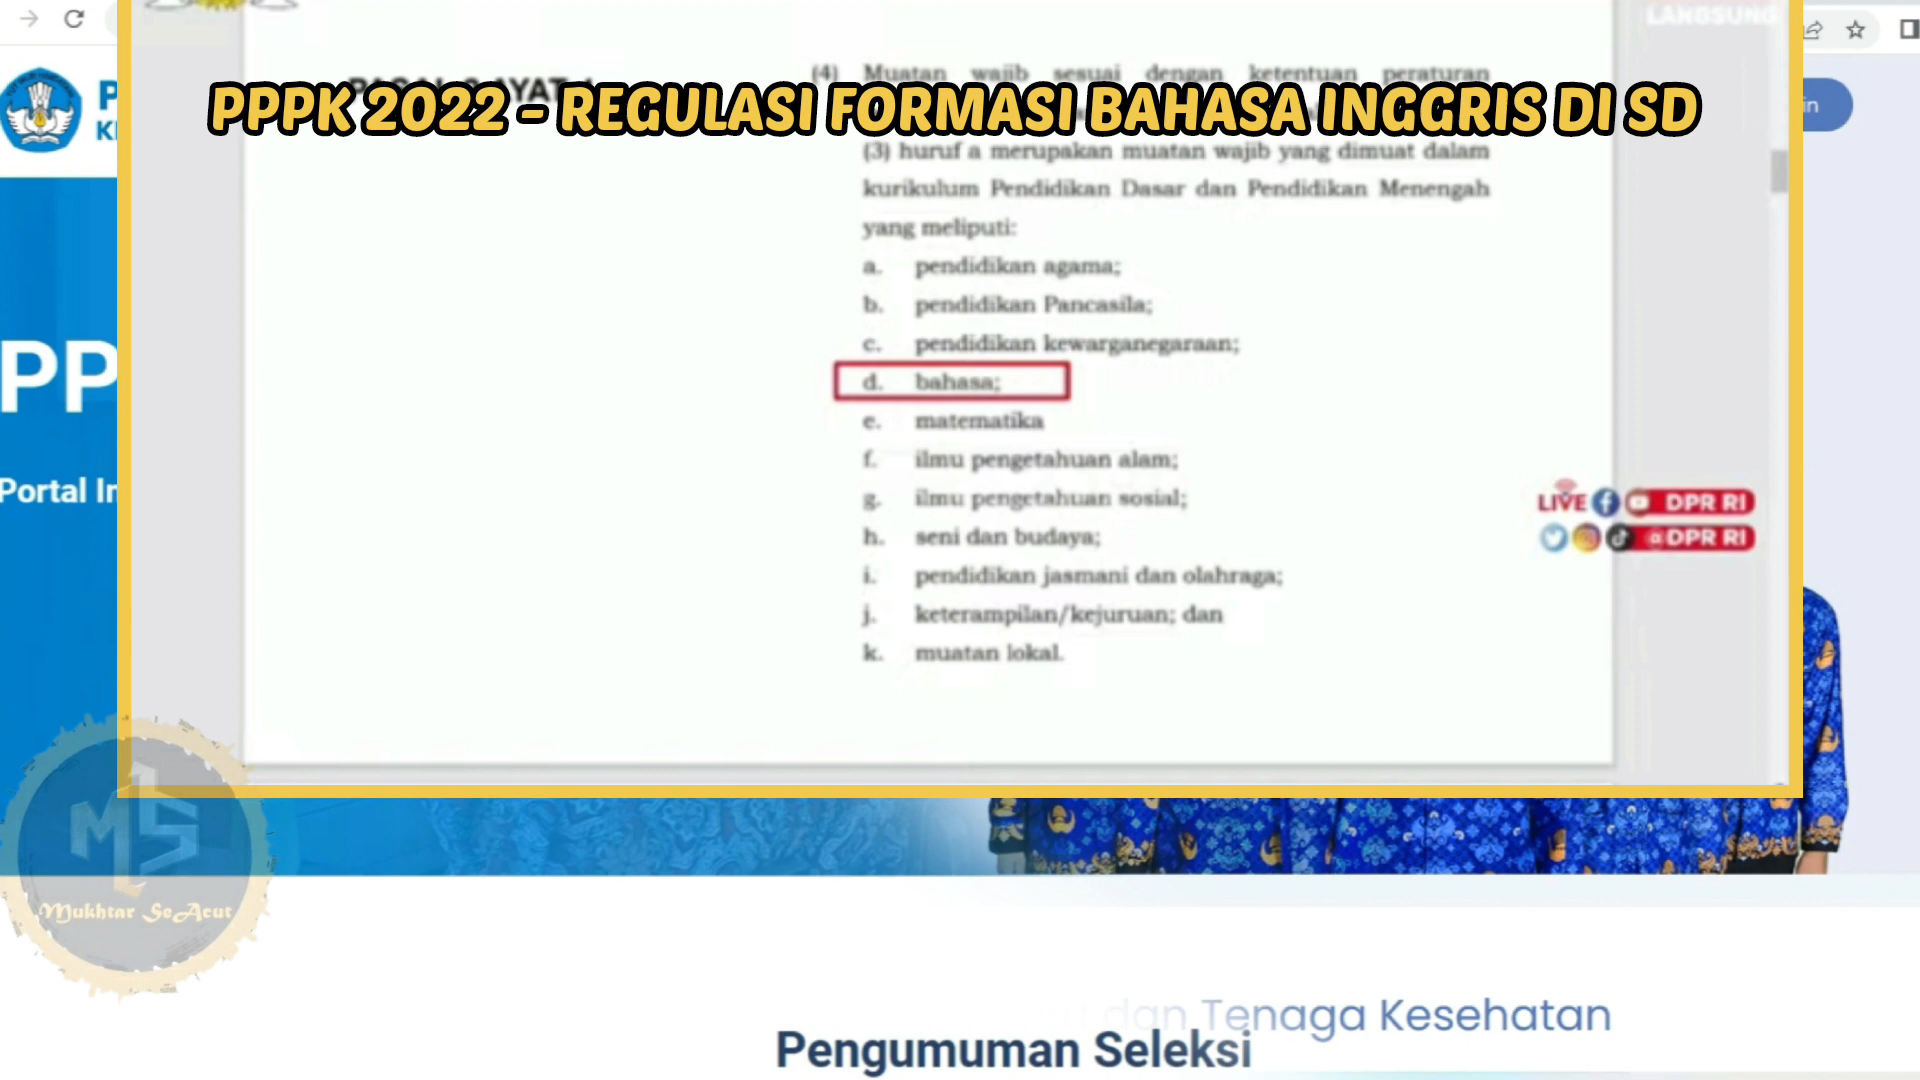 LANGSUNG
(4) Muatan wajib sesuai dengan ketentuan peraturan
PPPK 2022 - REGULASI FORMASI BAHASA INGGRIS DI SD
(3) huruf a merupakan muatan wajib yang dimuat dalam
kurikulum Pendidikan Dasar dan Pendidikan Menengah
yang meliputi:
a. pendidikan agama;
b. pendidikan Pancasila;
c. pendidikan kewarganegaraan;
d. bahasa;
e. matematika
f. ilmu pengetahuan alam;
g. ilmu pengetahuan sosial;
h. seni dan budaya;
i. pendidikan jasmani dan olahraga;
j. keterampilan/kejuruan; dan
k. muatan lokal.
LIVE DPR RI
@DPR RI
PP
Portal In
MS
Mukhtar SeAcut
dan Tenaga Kesehatan
Pengumuman Seleksi